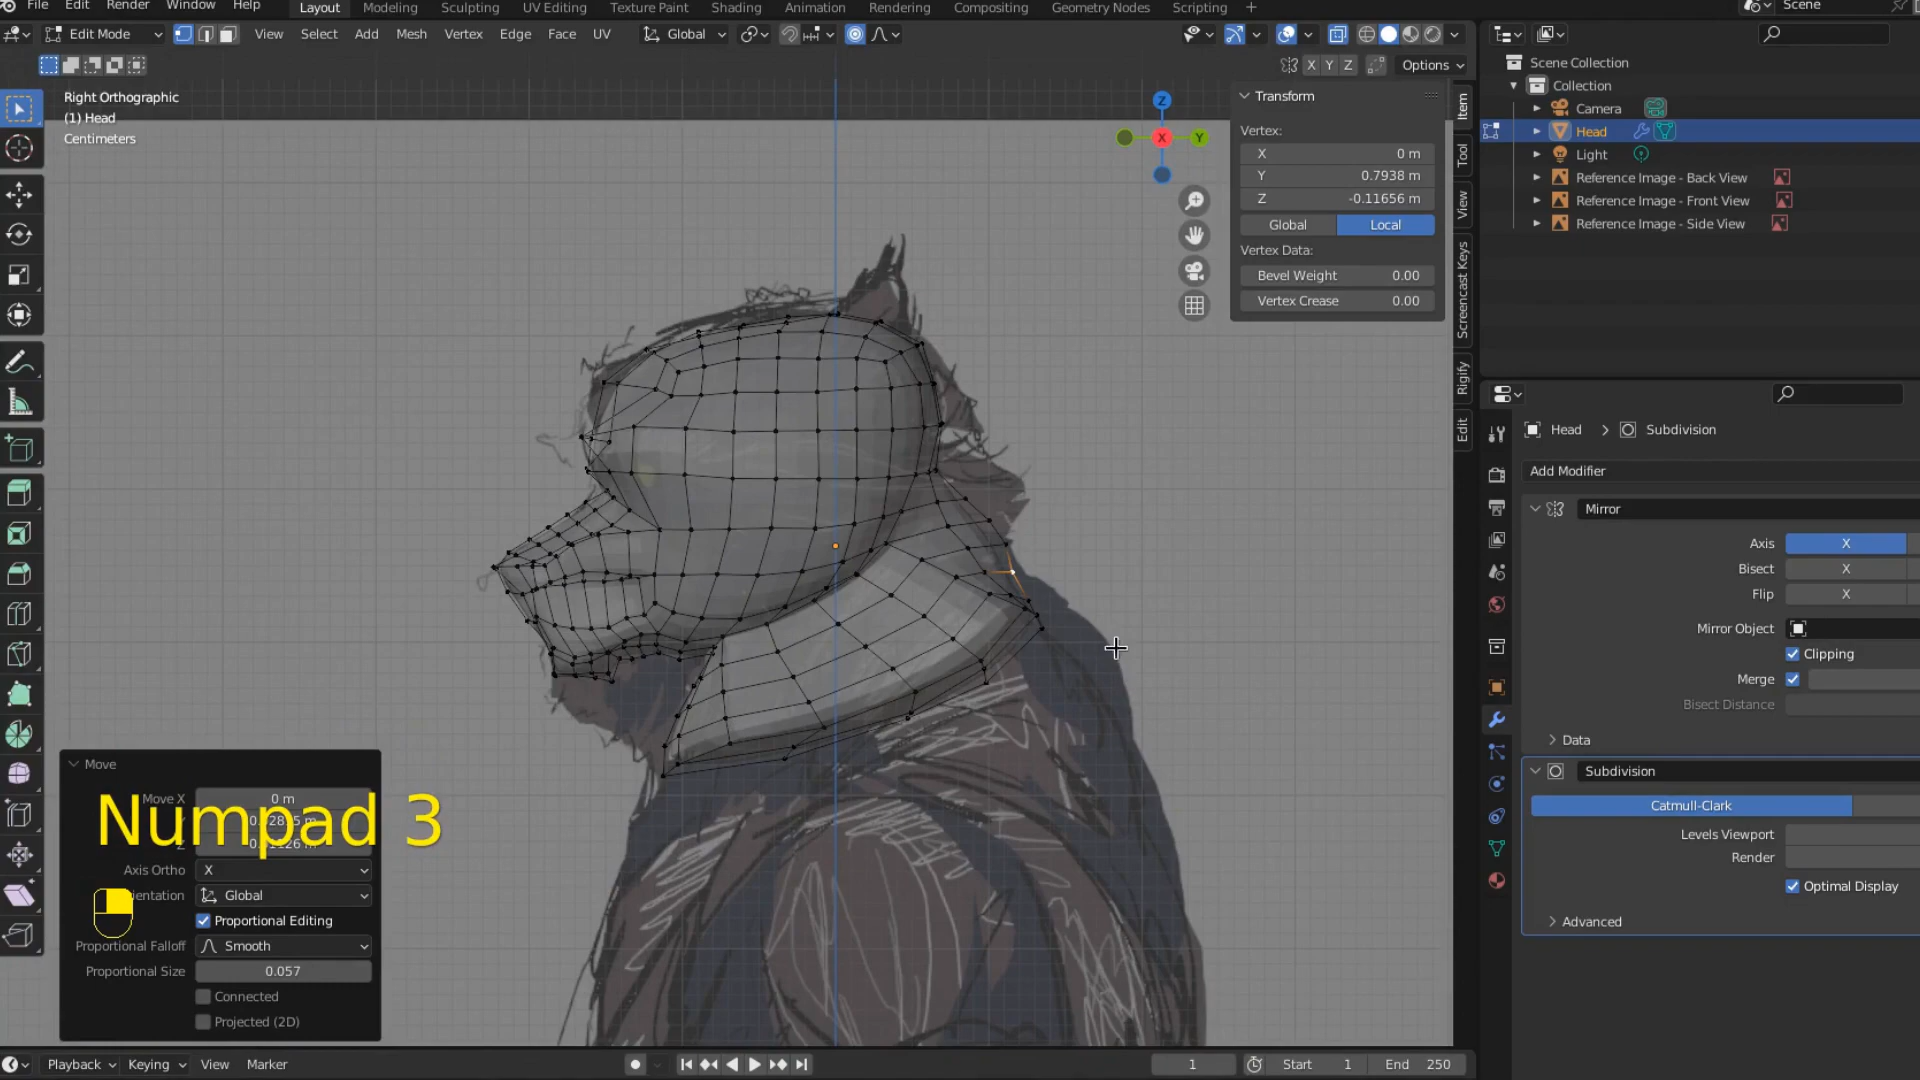 File Edit Render Window Help Layout Modeling Sculpting UV Editing Texture Paint Shading Animation Rendering Compositing Geometry Nodes Scripting + Scene
Edit Mode View Select Add Mesh Vertex Edge Face UV Global
X Y Z Options
Right Orthographic
(1) Head
Centimeters
Z
X
Y
Transform
Vertex:
X 0 m
Y 0.7938 m
Z -0.11656 m
Global Local
Vertex Data:
Bevel Weight 0.00
Vertex Crease 0.00
Item
Tool
View
Screencast Keys
Rigify
Edit
Scene Collection
Collection
Camera
Head
Light
Reference Image - Back View
Reference Image - Front View
Reference Image - Side View
Head > Subdivision
Add Modifier
Mirror
Axis X
Bisect X
Flip X
Mirror Object
Clipping
Merge
Bisect Distance
Data
Subdivision
Catmull-Clark
Levels Viewport
Render
Optimal Display
Advanced
Move
Move X 0 m
Numpad 3
Axis Ortho X
Global
Proportional Editing
Proportional Falloff Smooth
Proportional Size 0.057
Connected
Projected (2D)
Playback Keying View Marker 1 Start 1 End 250